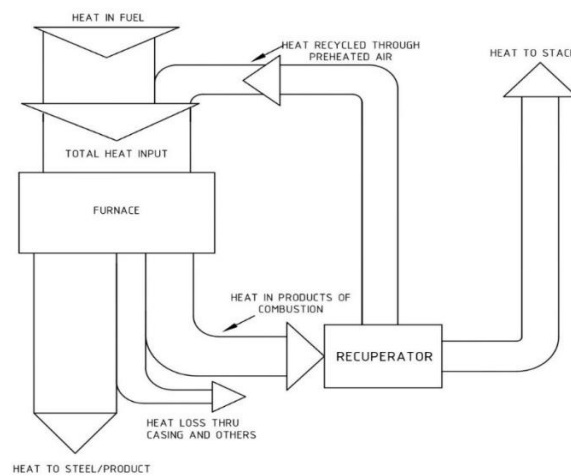 HEAT IN FUEL
HEAT RECYCLED THROUGH
PREHEATED AIR
HEAT TO STACK
TOTAL HEAT INPUT
FURNACE
HEAT IN PRODUCTS OF
COMBUSTION
RECUPERATOR
HEAT LOSS THRU
CASING AND OTHERS
HEAT TO STEEL/PRODUCT